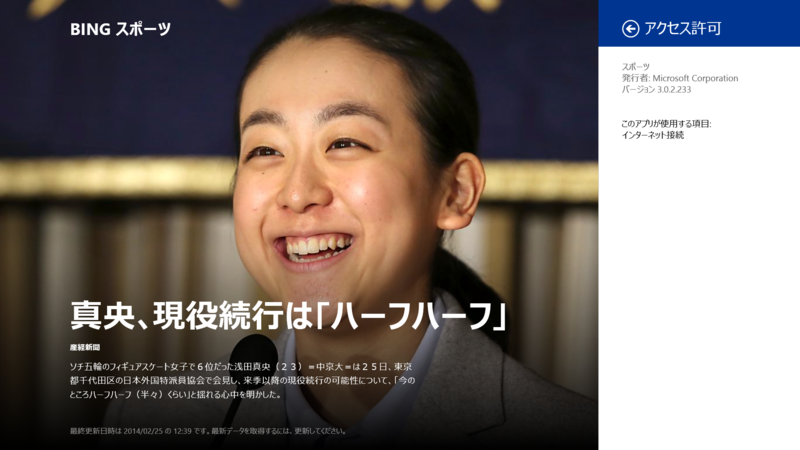 BING スポーツ
真央、現役続行は「ハーフハーフ」
産経新聞
ソチ五輪のフィギュアスケート女子で６位だった浅田真央（２３）＝中京大＝は２５日、東京
都千代田区の日本外国特派員協会で会見し、来季以降の現役続行の可能性について、「今の
ところハーフハーフ（半々）くらい」と揺れる心中を明かした。
最終更新日時は 2014/02/25 の 12:39 です。最新データを取得するには、更新してください。
アクセス許可
スポーツ
発行者: Microsoft Corporation
バージョン 3.0.2.233
このアプリが使用する項目:
インターネット接続